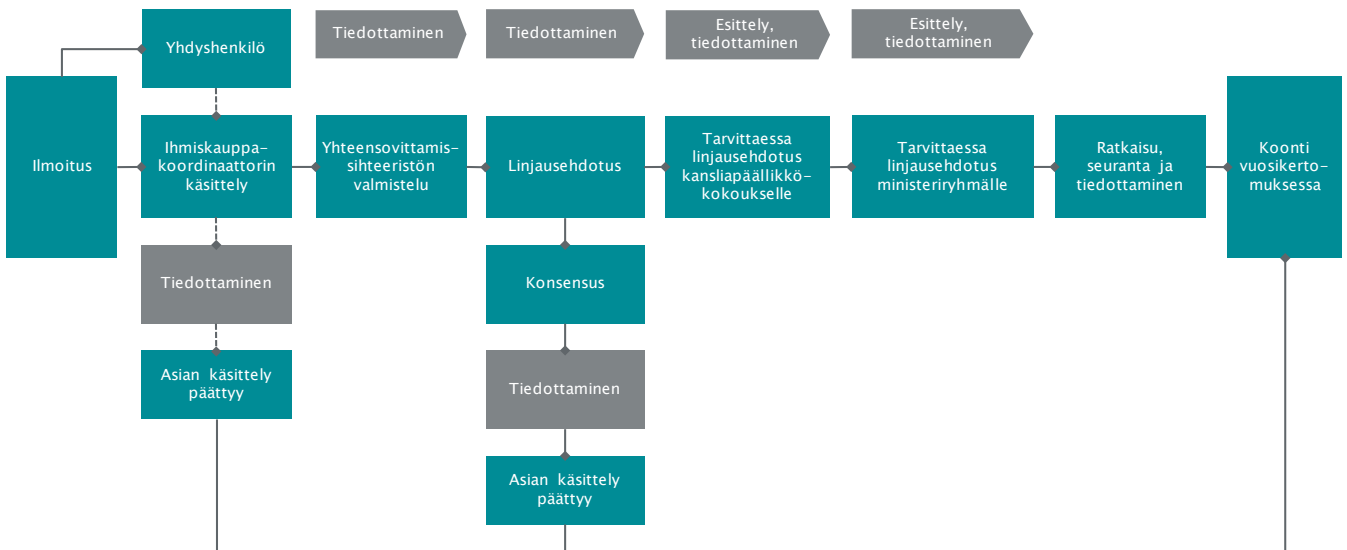 Yhdyshenkilö
Tiedottaminen
Tiedottaminen
Esittely,
tiedottaminen
Esittely,
tiedottaminen
Ilmoitus
Ihmiskauppa-
koordinaattorin
käsittely
Yhteensovittamis-
sihteeristön
valmistelu
Linjausehdotus
Tarvittaessa
linjausehdotus
kansliapäällikkö-
kokoukselle
Tarvittaessa
linjausehdotus
ministeriryhmälle
Ratkaisu,
seuranta ja
tiedottaminen
Koonti
vuosikerto-
muksessa
Tiedottaminen
Konsensus
Asian käsittely
päättyy
Tiedottaminen
Asian käsittely
päättyy